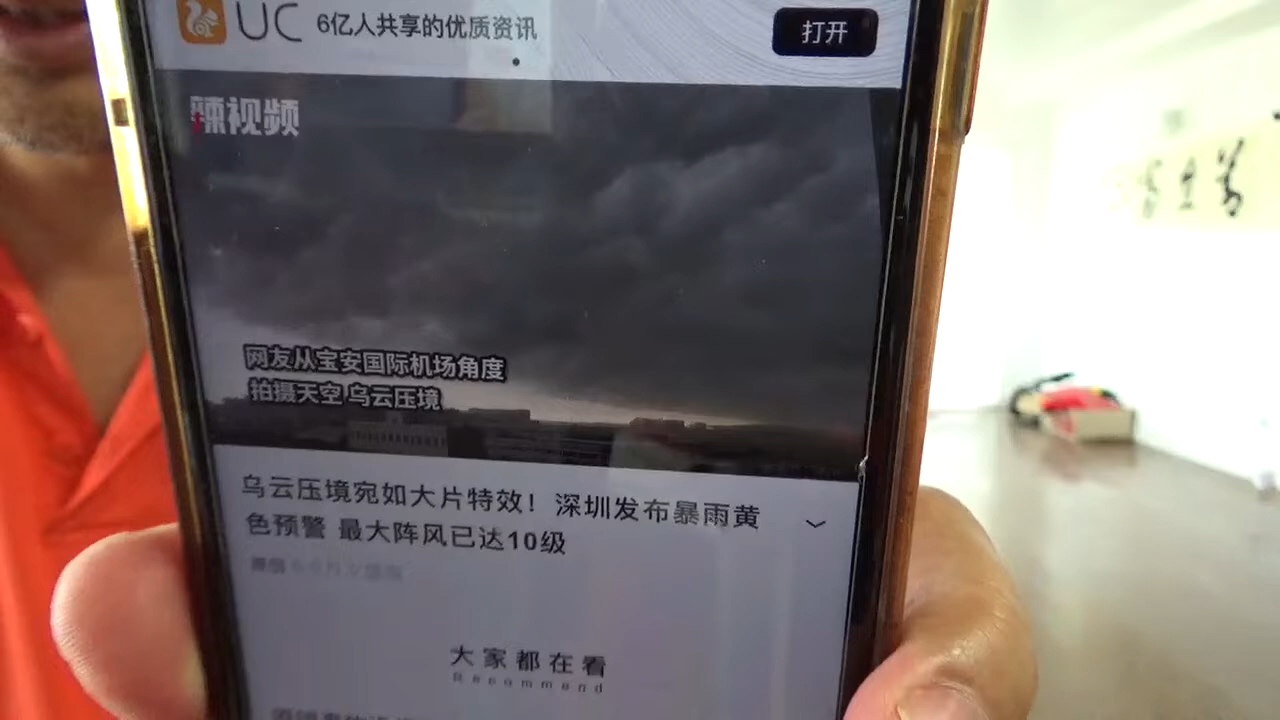 UC 6亿人共享的优质资讯 打开
辣视频
网友从宝安国际机场角度
拍摄天空 乌云压境
乌云压境宛如大片特效！深圳发布暴雨黄
色预警 最大阵风已达10级
大家都在看
Recommend